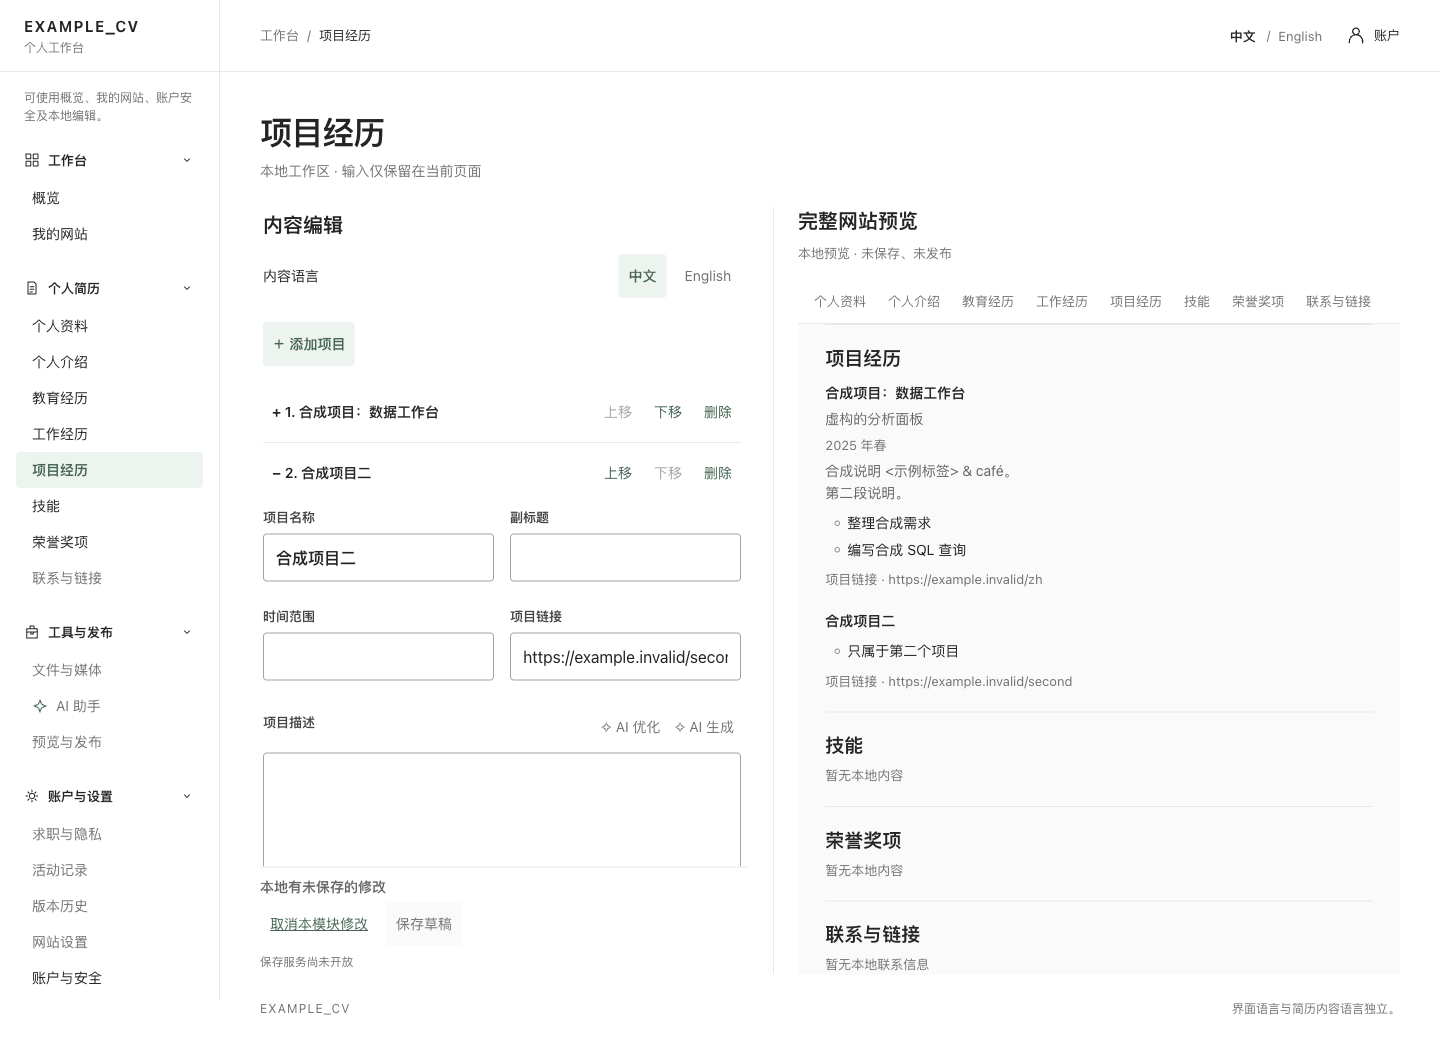 EXAMPLE_CV
个人工作台
工作台 / 项目经历
中文 / English
账户
可使用概览、我的网站、账户安
全及本地编辑。
工作台
概览
我的网站
个人简历
个人资料
个人介绍
教育经历
工作经历
项目经历
技能
荣誉奖项
联系与链接
工具与发布
文件与媒体
AI 助手
预览与发布
账户与设置
求职与隐私
活动记录
版本历史
网站设置
账户与安全
项目经历
本地工作区 · 输入仅保留在当前页面
内容编辑
内容语言
中文 English
+ 添加项目
+ 1. 合成项目：数据工作台 上移 下移 删除
– 2. 合成项目二 上移 下移 删除
项目名称 副标题
合成项目二
时间范围 项目链接
https://example.invalid/secon
项目描述 AI 优化 AI 生成
本地有未保存的修改
取消本模块修改 保存草稿
保存服务尚未开放
完整网站预览
本地预览 · 未保存、未发布
个人资料 个人介绍 教育经历 工作经历 项目经历 技能 荣誉奖项 联系与链接
项目经历
合成项目：数据工作台
虚构的分析面板
2025 年春
合成说明 <示例标签> & café。
第二段说明。
整理合成需求
编写合成 SQL 查询
项目链接 · https://example.invalid/zh
合成项目二
只属于第二个项目
项目链接 · https://example.invalid/second
技能
暂无本地内容
荣誉奖项
暂无本地内容
联系与链接
暂无本地联系信息
EXAMPLE_CV
界面语言与简历内容语言独立。